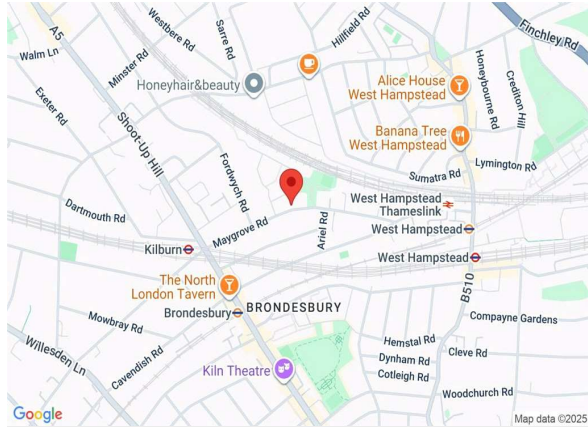 A5
Walm Ln
Westbere Rd
Sarre Rd
Hillfield Rd
Finchley Rd
Minster Rd
Honeyhair&beauty
Alice House
West Hampstead
Honeybourne Rd
Crediton Hill
Exeter Rd
Shoot-Up Hill
Banana Tree
West Hampstead
Fordwych Rd
Sumatra Rd
Lymington Rd
Dartmouth Rd
Maygrove Rd
Ariel Rd
West Hampstead
Thameslink
West Hampstead
Kilburn
West Hampstead
The North
London Tavern
Brondesbury
BRONDESBURY
B510
Mowbray Rd
Compayne Gardens
Willesden Ln
Cavendish Rd
Hemstal Rd
Dynham Rd
Cotleigh Rd
Cleve Rd
Kiln Theatre
Woodchurch Rd
Google
Map data ©2025